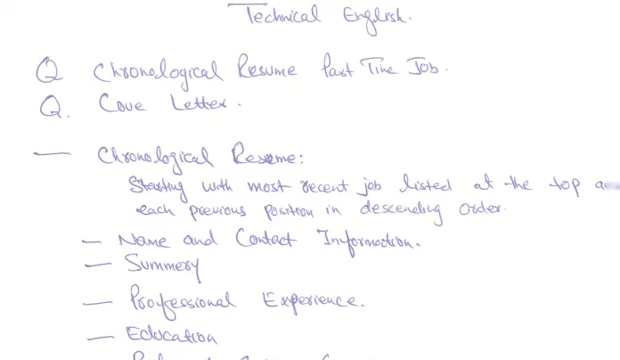 Technical English.
Q Chronological Resume Part Time Job.
Q. Cove Letter.
— Chronological Resume:
Starting with most recent job listed at the top
each previous position in descending order.
— Name and Contact Information.
— Summery
— Professional Experience.
— Education